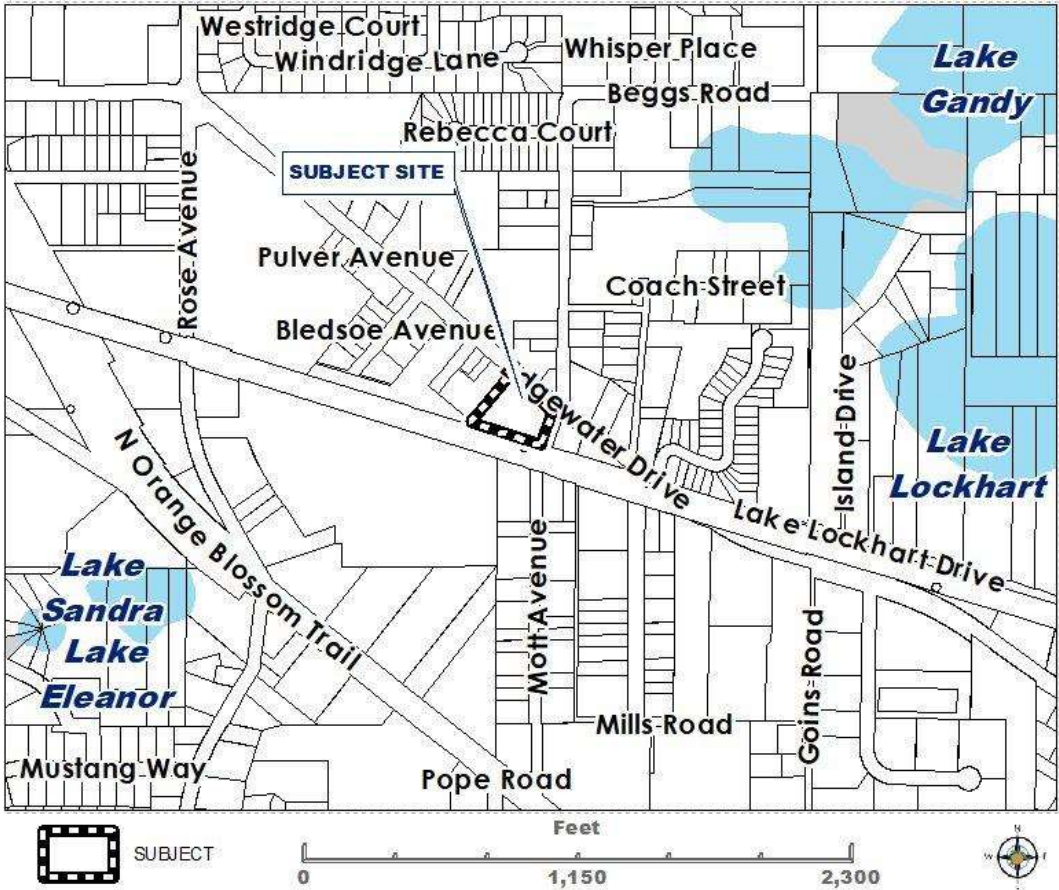 Westridge Court
Windridge Lane
Whisper Place
Lake
Gandy
Beggs Road
Rebecca Court
SUBJECT SITE
Rose Avenue
Pulver Avenue
Coach Street
Bledsoe Avenue
Edgewater Drive
Island Drive
Lake
Lockhart
N Orange Blossom Trail
Lake Lockhart Drive
Mott Avenue
Lake
Sandra
Lake
Eleanor
Goins Road
Mills Road
Mustang Way
Pope Road
SUBJECT
Feet
0 1,150 2,300
N
W